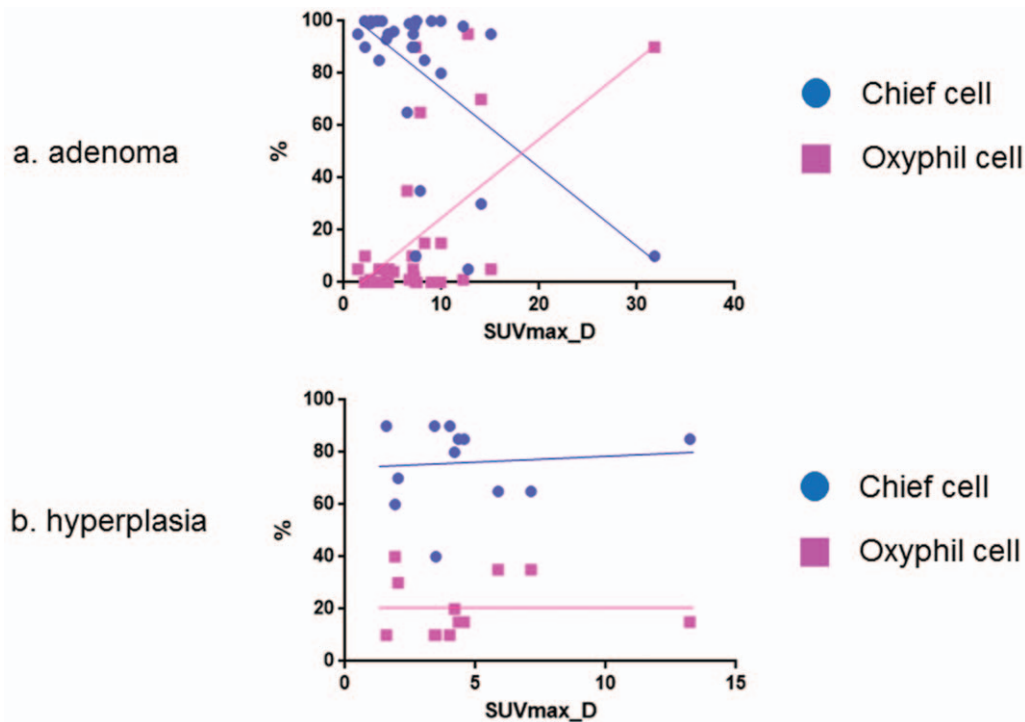 a. adenoma
%
100
80
60
40
20
0
0 10 20 30 40
SUVmax_D
Chief cell
Oxyphil cell
b. hyperplasia
%
100
80
60
40
20
0
0 5 10 15
SUVmax_D
Chief cell
Oxyphil cell